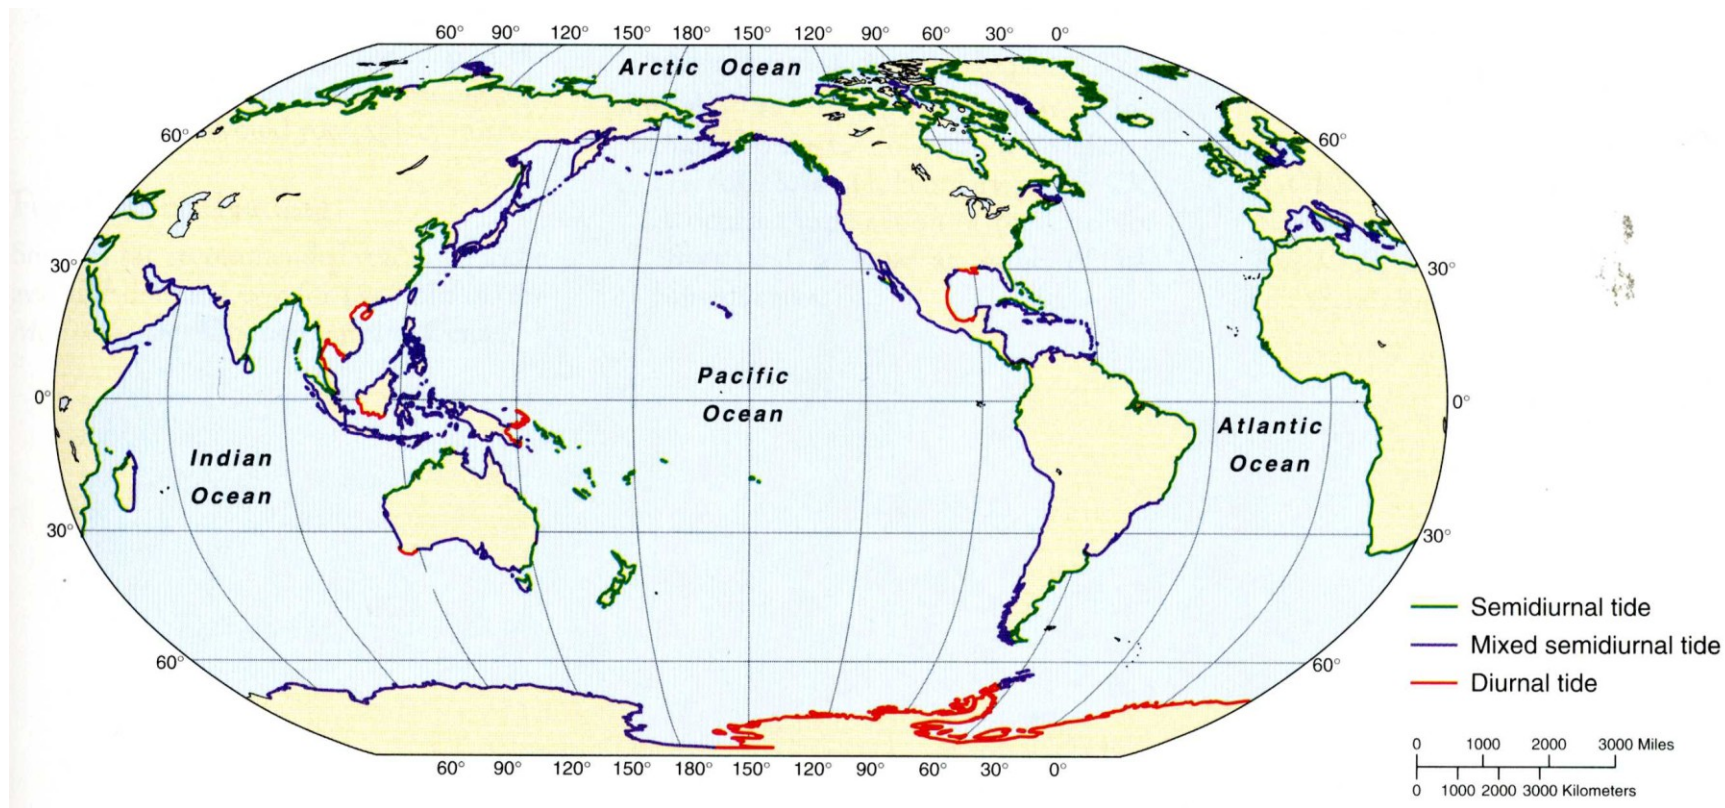 60° 90° 120° 150° 180° 150° 120° 90° 60° 30° 0°
Arctic Ocean
60° 60°
30° 30°
Pacific
Ocean
0° 0°
Atlantic
Ocean
Indian
Ocean
30° 30°
Semidiurnal tide
Mixed semidiurnal tide
Diurnal tide
60° 60°
0 1000 2000 3000 Miles
0 1000 2000 3000 Kilometers
60° 90° 120° 150° 180° 150° 120° 90° 60° 30° 0°